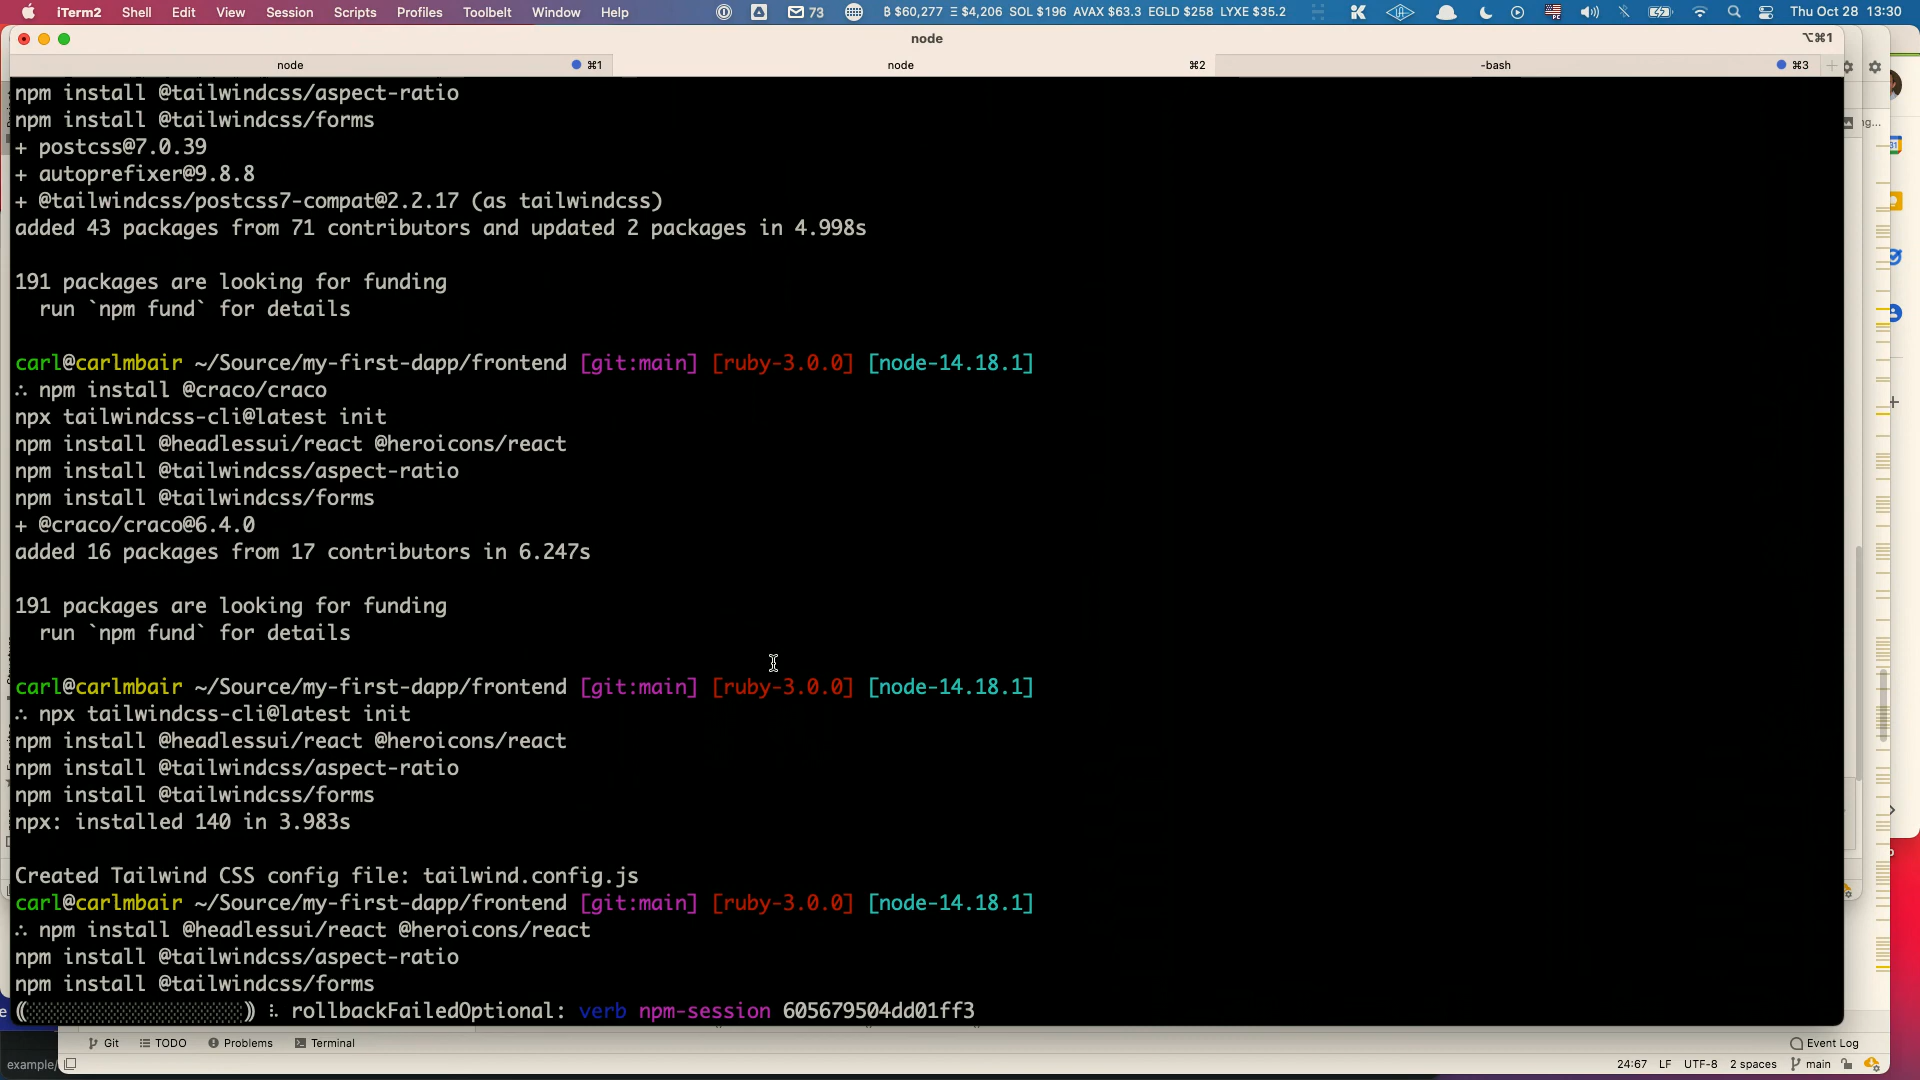 iTerm2 Shell Edit View Session Scripts Profiles Toolbelt Window Help 73 ₿ $60,277 Ξ $4,206 SOL $196 AVAX $63.3 EGLD $258 LYXE $35.2 Thu Oct 28 13:30
node ⌥⌘1
node ⌘1 node ⌘2 -bash ⌘3
npm install @tailwindcss/aspect-ratio
npm install @tailwindcss/forms
+ postcss@7.0.39
+ autoprefixer@9.8.8
+ @tailwindcss/postcss7-compat@2.2.17 (as tailwindcss)
added 43 packages from 71 contributors and updated 2 packages in 4.998s
191 packages are looking for funding
run `npm fund` for details
carl@carlmbair ~/Source/my-first-dapp/frontend [git:main] [ruby-3.0.0] [node-14.18.1]
∴ npm install @craco/craco
npx tailwindcss-cli@latest init
npm install @headlessui/react @heroicons/react
npm install @tailwindcss/aspect-ratio
npm install @tailwindcss/forms
+ @craco/craco@6.4.0
added 16 packages from 17 contributors in 6.247s
191 packages are looking for funding
run `npm fund` for details
carl@carlmbair ~/Source/my-first-dapp/frontend [git:main] [ruby-3.0.0] [node-14.18.1]
∴ npx tailwindcss-cli@latest init
npm install @headlessui/react @heroicons/react
npm install @tailwindcss/aspect-ratio
npm install @tailwindcss/forms
npx: installed 140 in 3.983s
Created Tailwind CSS config file: tailwind.config.js
carl@carlmbair ~/Source/my-first-dapp/frontend [git:main] [ruby-3.0.0] [node-14.18.1]
∴ npm install @headlessui/react @heroicons/react
npm install @tailwindcss/aspect-ratio
npm install @tailwindcss/forms
⸨░░░░░░░░░░░░░░░░░░⸩ ⠸ rollbackFailedOptional: verb npm-session 605679504dd01ff3
Git TODO Problems Terminal Event Log
example/ 24:67 LF UTF-8 2 spaces main